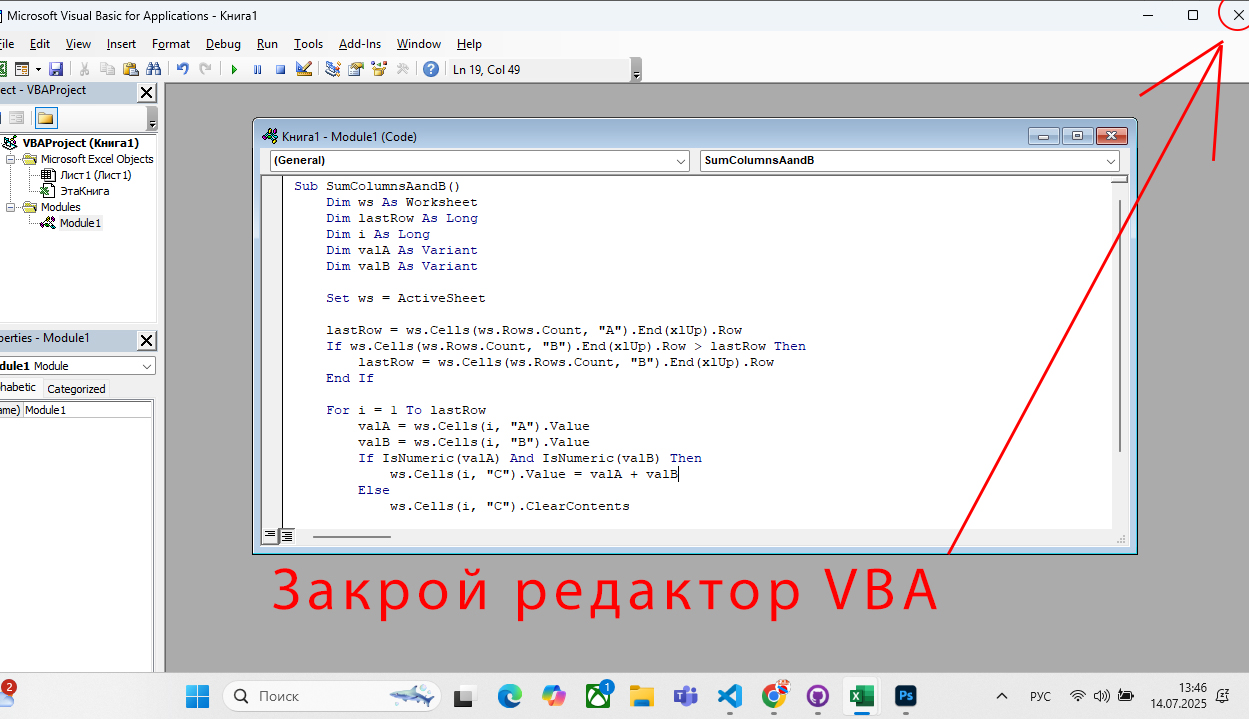 Microsoft Visual Basic for Applications - Книга1
ile Edit View Insert Format Debug Run Tools Add-Ins Window Help
Ln 19, Col 49
ect - VBAProject
VBAProject (Книга1)
Microsoft Excel Objects
Лист1 (Лист1)
ЭтаКнига
Modules
Module1
perties - Module1
dule1 Module
habetic Categorized
ame) Module1
Книга1 - Module1 (Code)
(General) SumColumnsAandB
Sub SumColumnsAandB()
Dim ws As Worksheet
Dim lastRow As Long
Dim i As Long
Dim valA As Variant
Dim valB As Variant
Set ws = ActiveSheet
lastRow = ws.Cells(ws.Rows.Count, "A").End(xlUp).Row
If ws.Cells(ws.Rows.Count, "B").End(xlUp).Row > lastRow Then
lastRow = ws.Cells(ws.Rows.Count, "B").End(xlUp).Row
End If
For i = 1 To lastRow
valA = ws.Cells(i, "A").Value
valB = ws.Cells(i, "B").Value
If IsNumeric(valA) And IsNumeric(valB) Then
ws.Cells(i, "C").Value = valA + valB
Else
ws.Cells(i, "C").ClearContents
Закрой редактор VBA
2
Поиск
1
Ps
РУС
13:46
14.07.2025